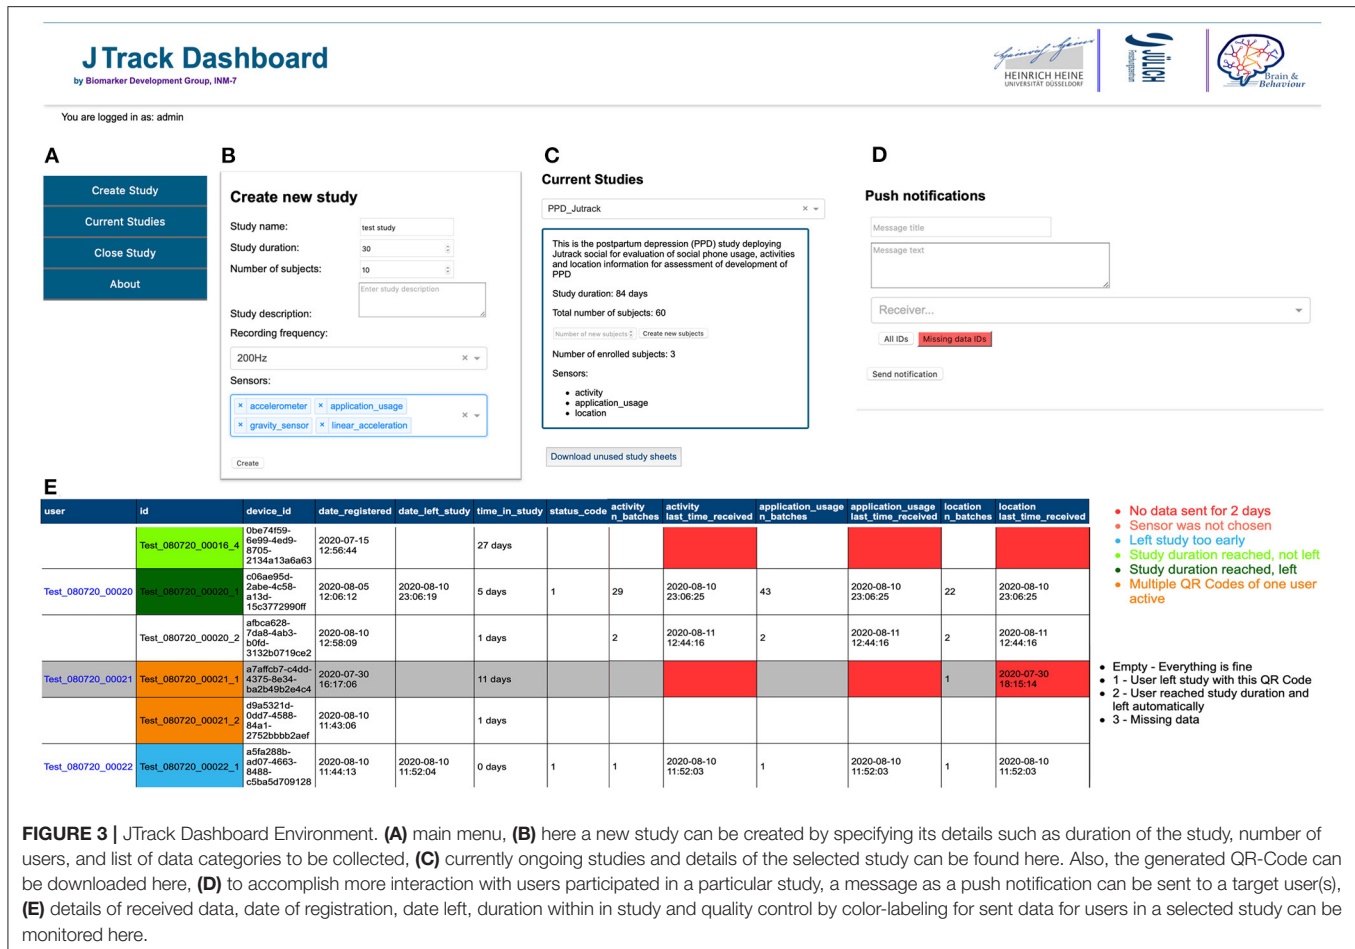 JTrack Dashboard
by Biomarker Development Group, INM-7
HEINRICH HEINE
UNIVERSITÄT DÜSSELDORF
JÜLICH
Forschungszentrum
Brain &
Behaviour
You are logged in as: admin
A
Create Study
Current Studies
Close Study
About
B
Create new study
Study name:
test study
Study duration:
30
Number of subjects:
10
Enter study description
Study description:
Recording frequency:
200Hz
× 
Sensors:
× accelerometer × application_usage
× gravity_sensor × linear_acceleration
×
Create
C
Current Studies
PPD_Jutrack
×
This is the postpartum depression (PPD) study deploying
Jutrack social for evaluation of social phone usage, activities
and location information for assessment of development of
PPD
Study duration: 84 days
Total number of subjects: 60
Number of new subjects
Create new subjects
Number of enrolled subjects: 3
Sensors:
• activity
• application_usage
• location
Download unused study sheets
D
Push notifications
Message title
Message text
Receiver...
All IDs
Missing data IDs
Send notification
E
user id device_id date_registered date_left_study time_in_study status_code activity n_batches activity last_time_received application_usage n_batches application_usage last_time_received location n_batches location last_time_received
Test_080720_00016_4 0be74f59-6e99-4ed9-8705-2134a13a6a63 2020-07-15 12:56:44 27 days
Test_080720_00020 Test_080720_00020_1 c06ae95d-2abe-4c58-a13d-15c3772990ff 2020-08-05 12:06:12 2020-08-10 23:06:19 5 days 1 29 2020-08-10 23:06:25 43 2020-08-10 23:06:25 22 2020-08-10 23:06:25
Test_080720_00020_2 afbca628-7da8-4ab3-b0fd-3132b0719ce2 2020-08-10 12:58:09 1 days 2 2020-08-11 12:44:16 2 2020-08-11 12:44:16 2 2020-08-11 12:44:16
Test_080720_00021 Test_080720_00021_1 a7affcb7-c4dd-4375-8e34-ba2b49b2e4c4 2020-07-30 16:17:06 11 days 1 2020-07-30 18:15:14
Test_080720_00021_2 d9a5321d-0dd7-4588-84a1-2752bbbb2aef 2020-08-10 11:43:06 1 days
Test_080720_00022 Test_080720_00022_1 a5fa288b-ad07-4663-8488-c5ba5d709128 2020-08-10 11:44:13 2020-08-10 11:52:04 0 days 1 1 2020-08-10 11:52:03 1 2020-08-10 11:52:03 1 2020-08-10 11:52:03
• No data sent for 2 days
• Sensor was not chosen
• Left study too early
• Study duration reached, not left
• Study duration reached, left
• Multiple QR Codes of one user
active
• Empty - Everything is fine
• 1 - User left study with this QR Code
• 2 - User reached study duration and
left automatically
• 3 - Missing data
FIGURE 3 | JTrack Dashboard Environment. (A) main menu, (B) here a new study can be created by specifying its details such as duration of the study, number of
users, and list of data categories to be collected, (C) currently ongoing studies and details of the selected study can be found here. Also, the generated QR-Code can
be downloaded here, (D) to accomplish more interaction with users participated in a particular study, a message as a push notification can be sent to a target user(s),
(E) details of received data, date of registration, date left, duration within in study and quality control by color-labeling for sent data for users in a selected study can be
monitored here.